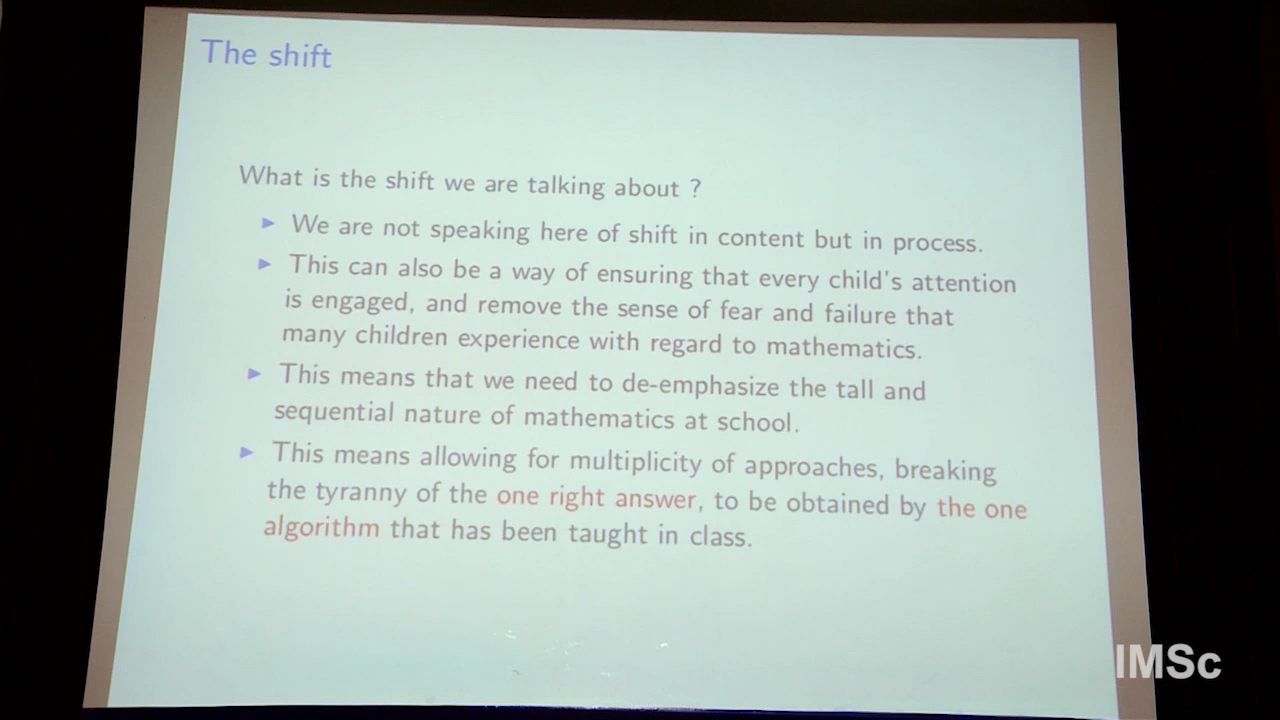 The shift
What is the shift we are talking about ?
We are not speaking here of shift in content but in process.
This can also be a way of ensuring that every child's attention
is engaged, and remove the sense of fear and failure that
many children experience with regard to mathematics.
This means that we need to de-emphasize the tall and
sequential nature of mathematics at school.
This means allowing for multiplicity of approaches, breaking
the tyranny of the one right answer, to be obtained by the one
algorithm that has been taught in class.
IMSc